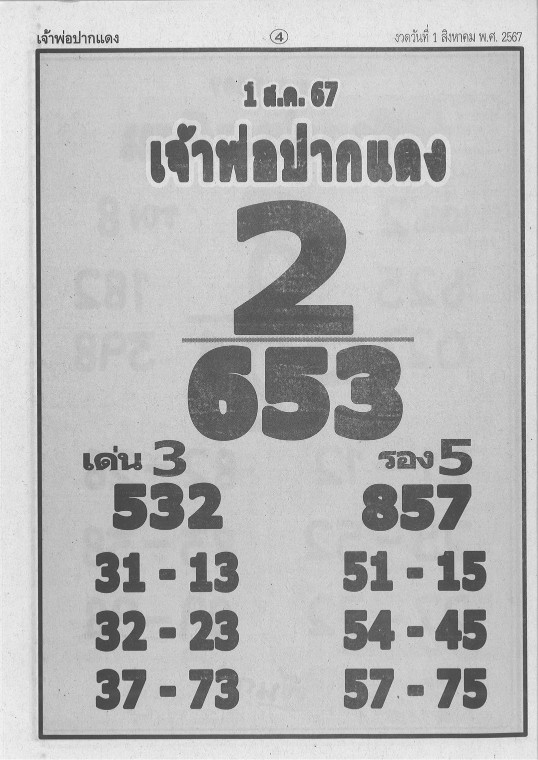 เจ้าพ่อปากแดง ④ งวดวันที่ 1 สิงหาคม พ.ศ. 2567
1 ส.ค. 67
เจ้าพ่อปากแดง
2
653
เด่น 3 รอง 5
532 857
31 - 13 51 - 15
32 - 23 54 - 45
37 - 73 57 - 75